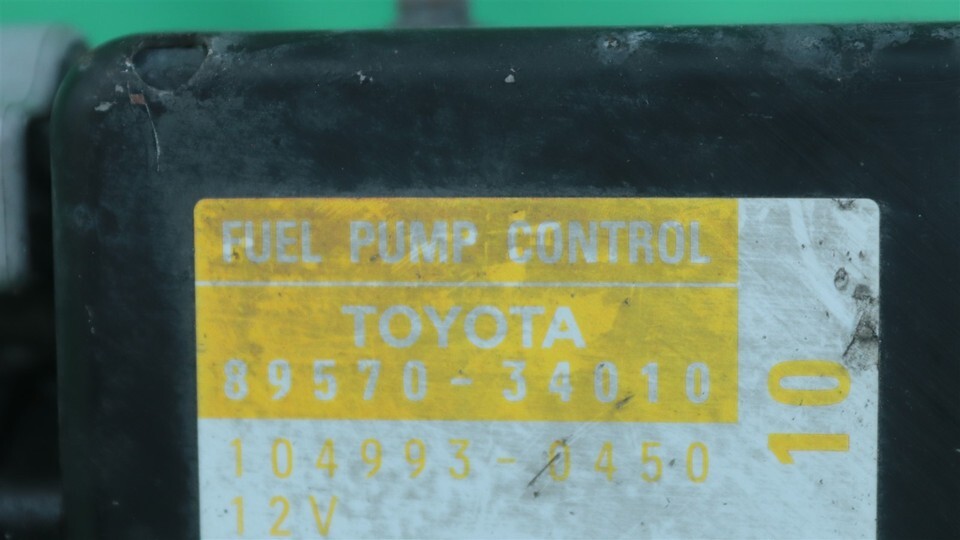 FUEL PUMP CONTROL
TOYOTA
89570-34010
104993-0450
12V
10